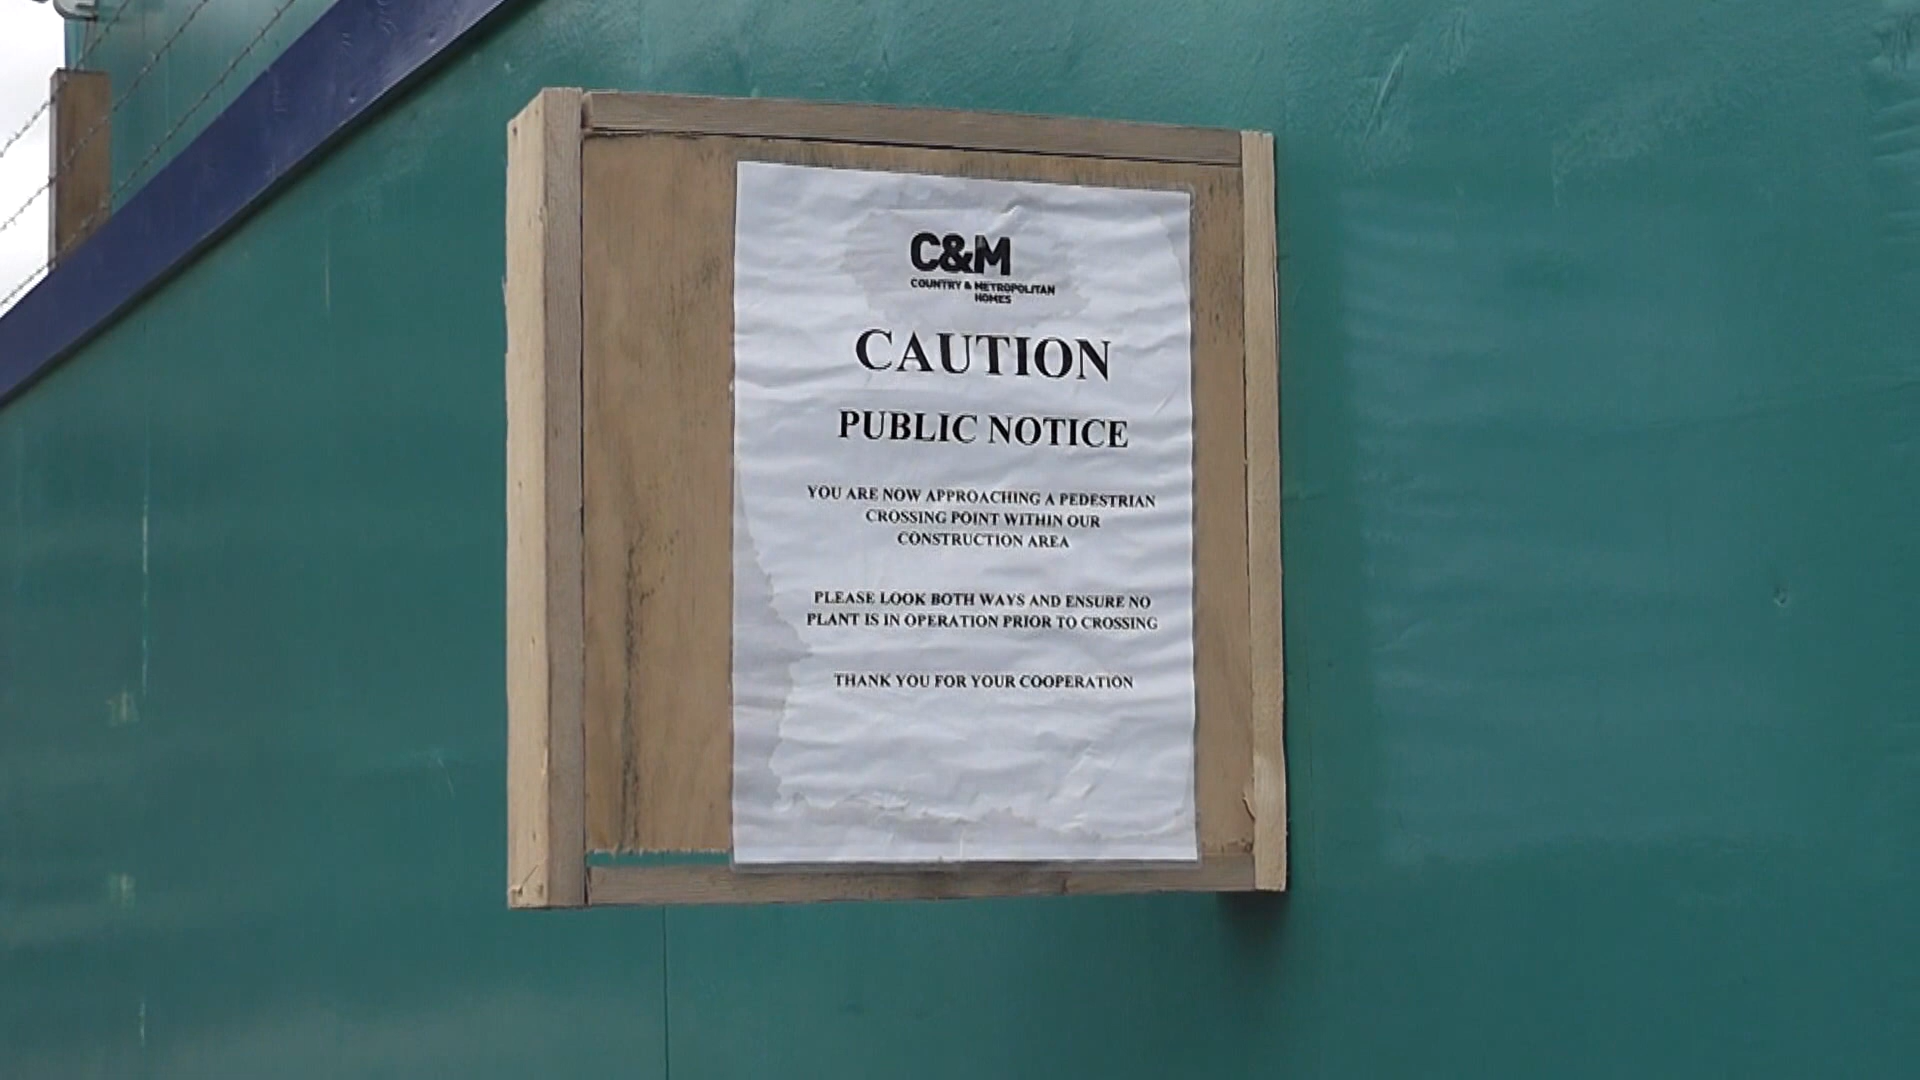 C&M
COUNTRY & METROPOLITAN
HOMES
CAUTION
PUBLIC NOTICE
YOU ARE NOW APPROACHING A PEDESTRIAN
CROSSING POINT WITHIN OUR
CONSTRUCTION AREA
PLEASE LOOK BOTH WAYS AND ENSURE NO
PLANT IS IN OPERATION PRIOR TO CROSSING
THANK YOU FOR YOUR COOPERATION